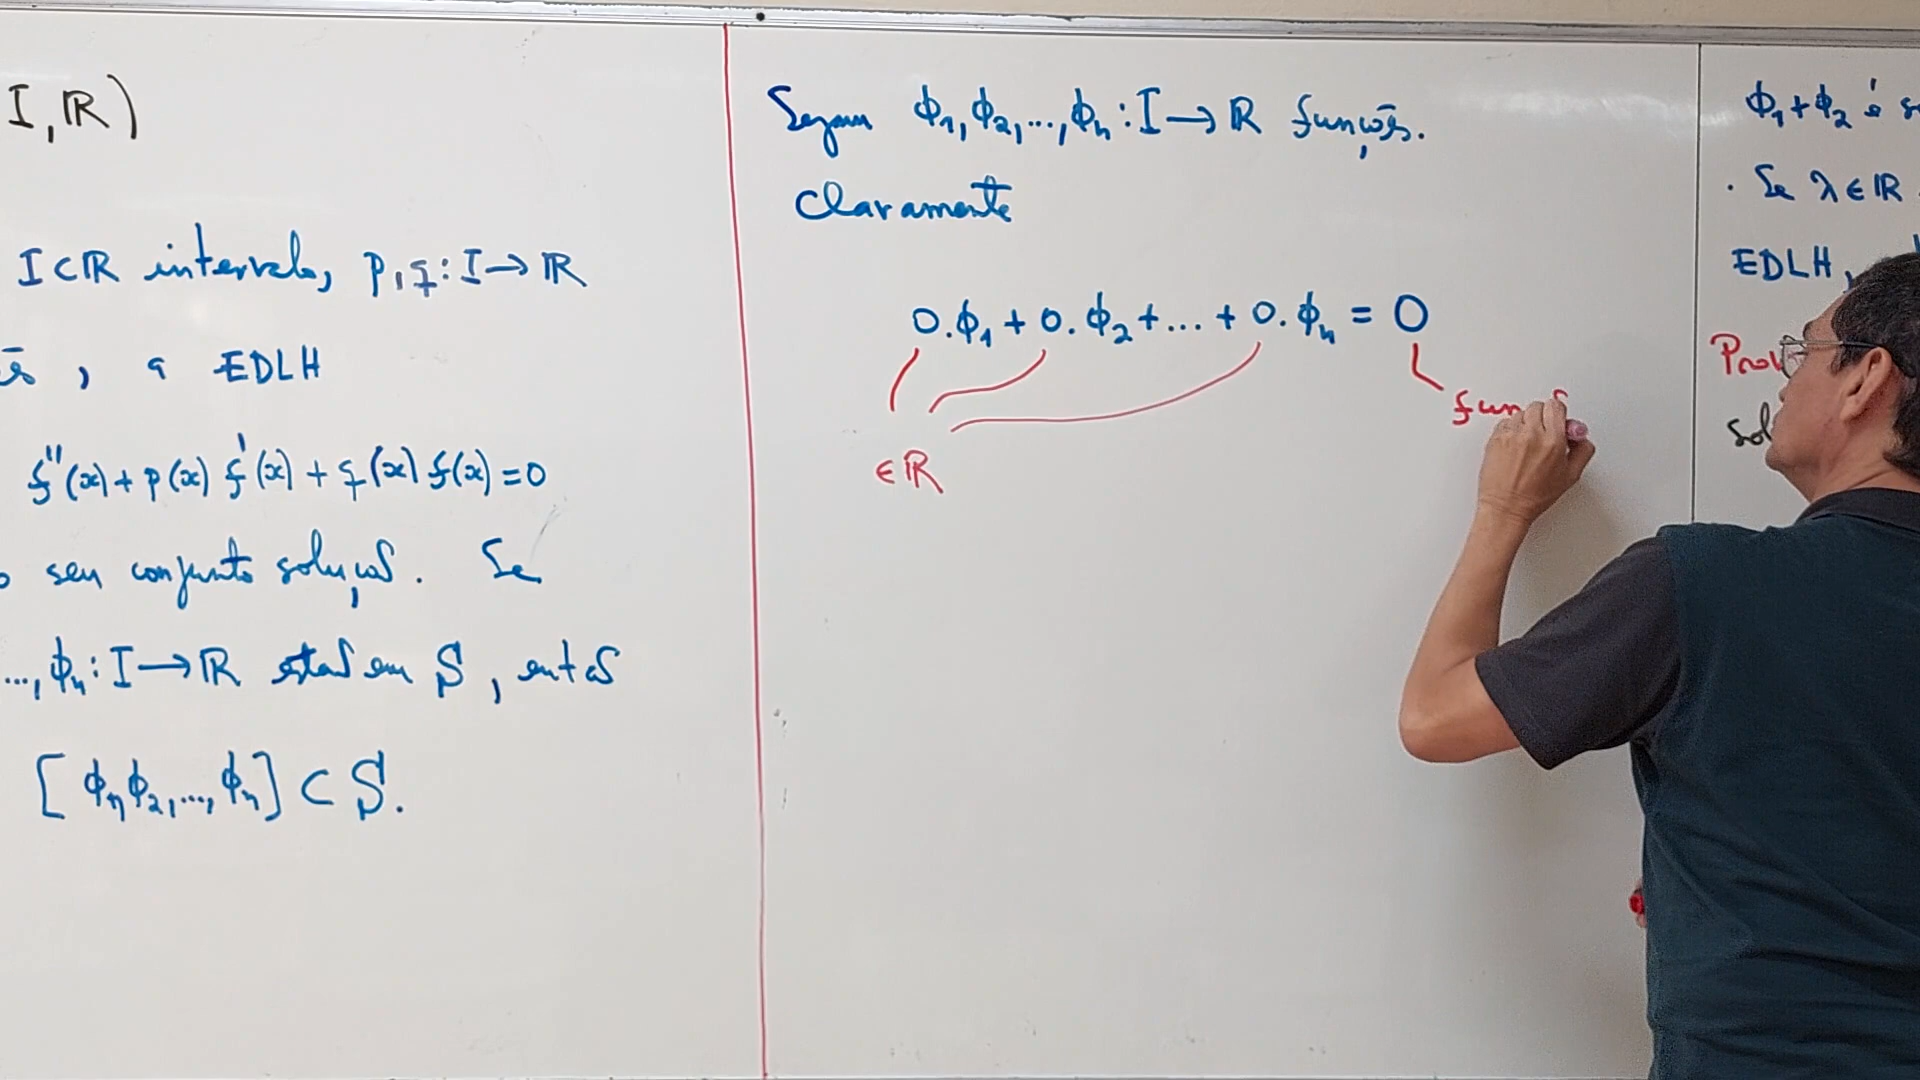 I, ℝ)
I⊂ℝ intervalo, p, q: I→ℝ
, a EDLH
f''(x) + p(x) f'(x) + q(x) f(x) = 0
o seu conjunto solução. Se
..., ϕₙ: I→ℝ estão em S, então
[ϕ₁, ϕ₂, ..., ϕₙ] ⊂ S.
Sejam ϕ₁, ϕ₂, ..., ϕₙ: I→ℝ funções.
Claramente
0.ϕ₁ + 0.ϕ₂ + ... + 0.ϕₙ = 0
∈ℝ
ϕ₁+ϕ₂ é
. Se λ∈ℝ
EDLH,